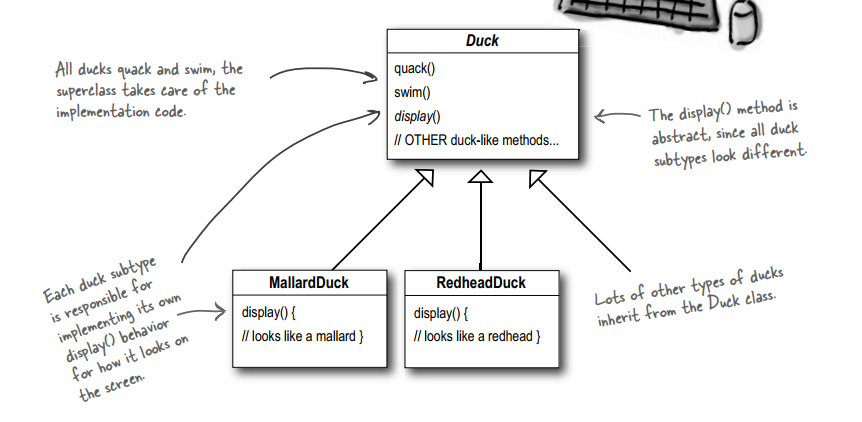 Duck
quack()
swim()
display()
// OTHER duck-like methods...
All ducks quack and swim, the
superclass takes care of the
implementation code.
The display() method is
abstract, since all duck
subtypes look different.
Each duck subtype
is responsible for
implementing its own
display() behavior
for how it looks on
the screen.
MallardDuck
display() {
// looks like a mallard }
RedheadDuck
display() {
// looks like a redhead }
Lots of other types of ducks
inherit from the Duck class.